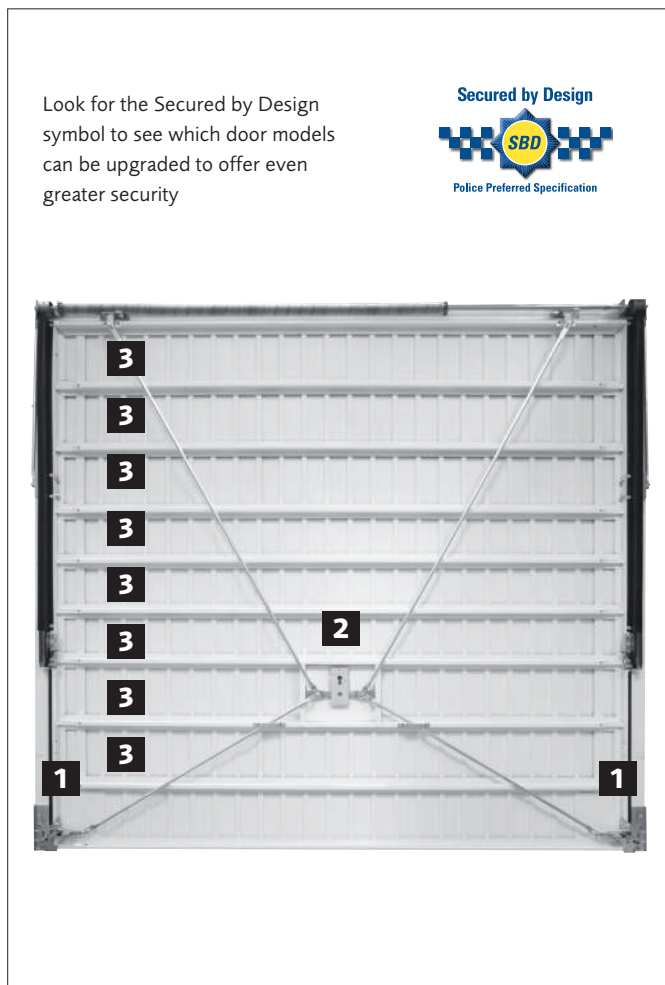 Look for the Secured by Design
symbol to see which door models
can be upgraded to offer even
greater security
Secured by Design
SBD
Police Preferred Specification
3
3
3
3
3
2
3
3
3
1
1